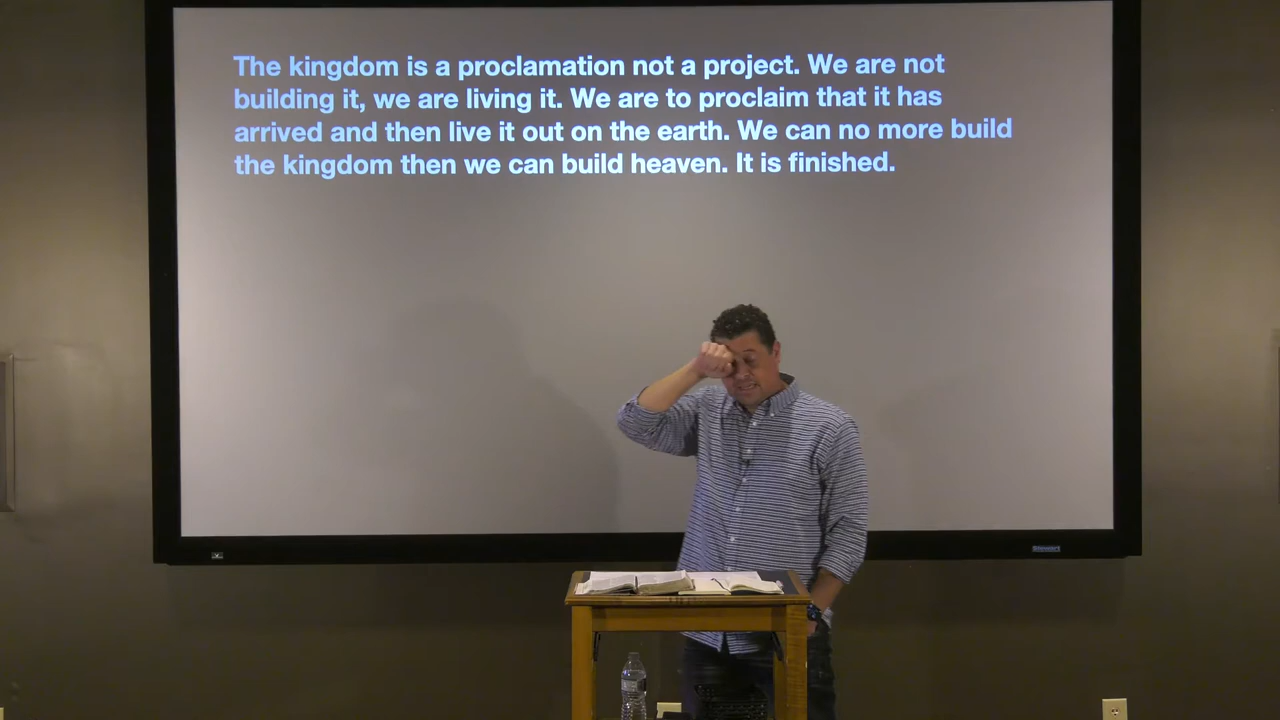 The kingdom is a proclamation not a project. We are not
building it, we are living it. We are to proclaim that it has
arrived and then live it out on the earth. We can no more build
the kingdom then we can build heaven. It is finished.